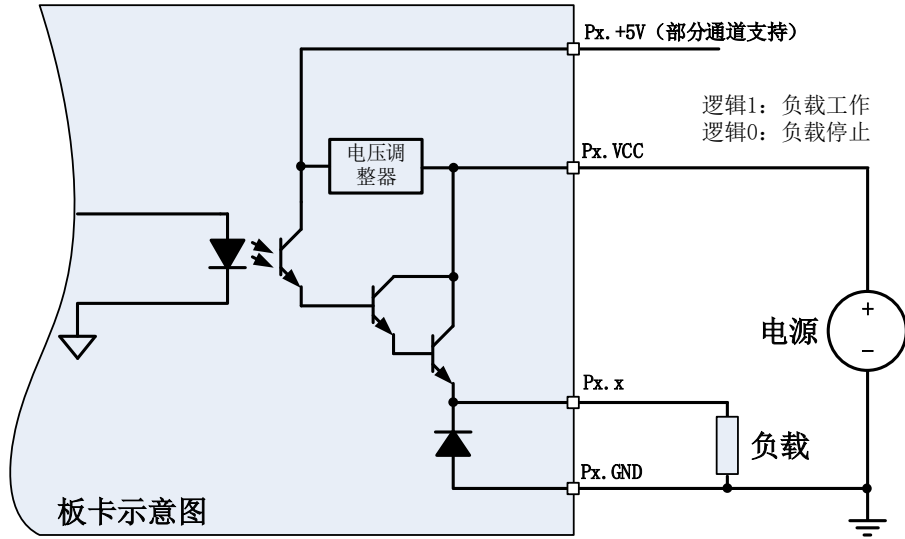 Px.+5V（部分通道支持）
逻辑1：负载工作
逻辑0：负载停止
电压调
整器
Px.VCC
电源
+
−
Px.x
负载
Px.GND
板卡示意图